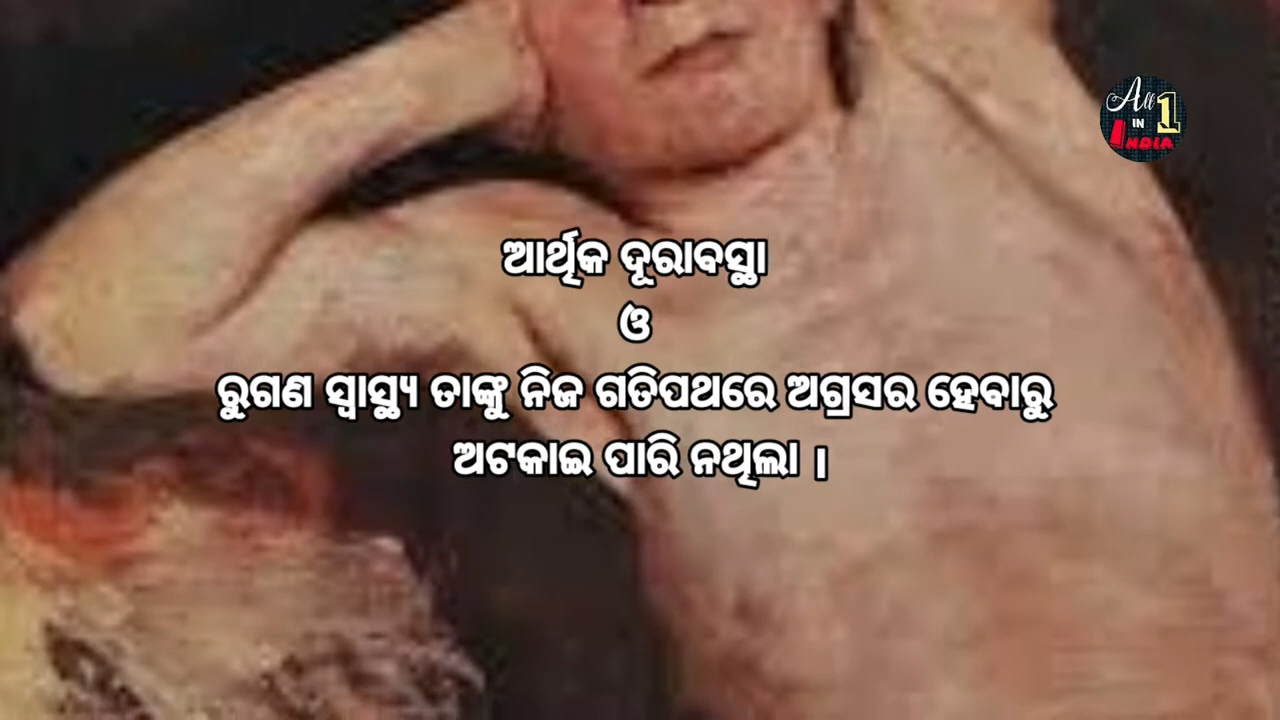 All
IN 1
INDIA
ଆର୍ଥିକ ଦୂରାବସ୍ଥା
ଓ
ରୁଗଣ ସ୍ୱାସ୍ଥ୍ୟ ତାଙ୍କୁ ନିଜ ଗତିପଥରେ ଅଗ୍ରସର ହେବାରୁ
ଅଟକାଇ ପାରି ନଥିଲା ।